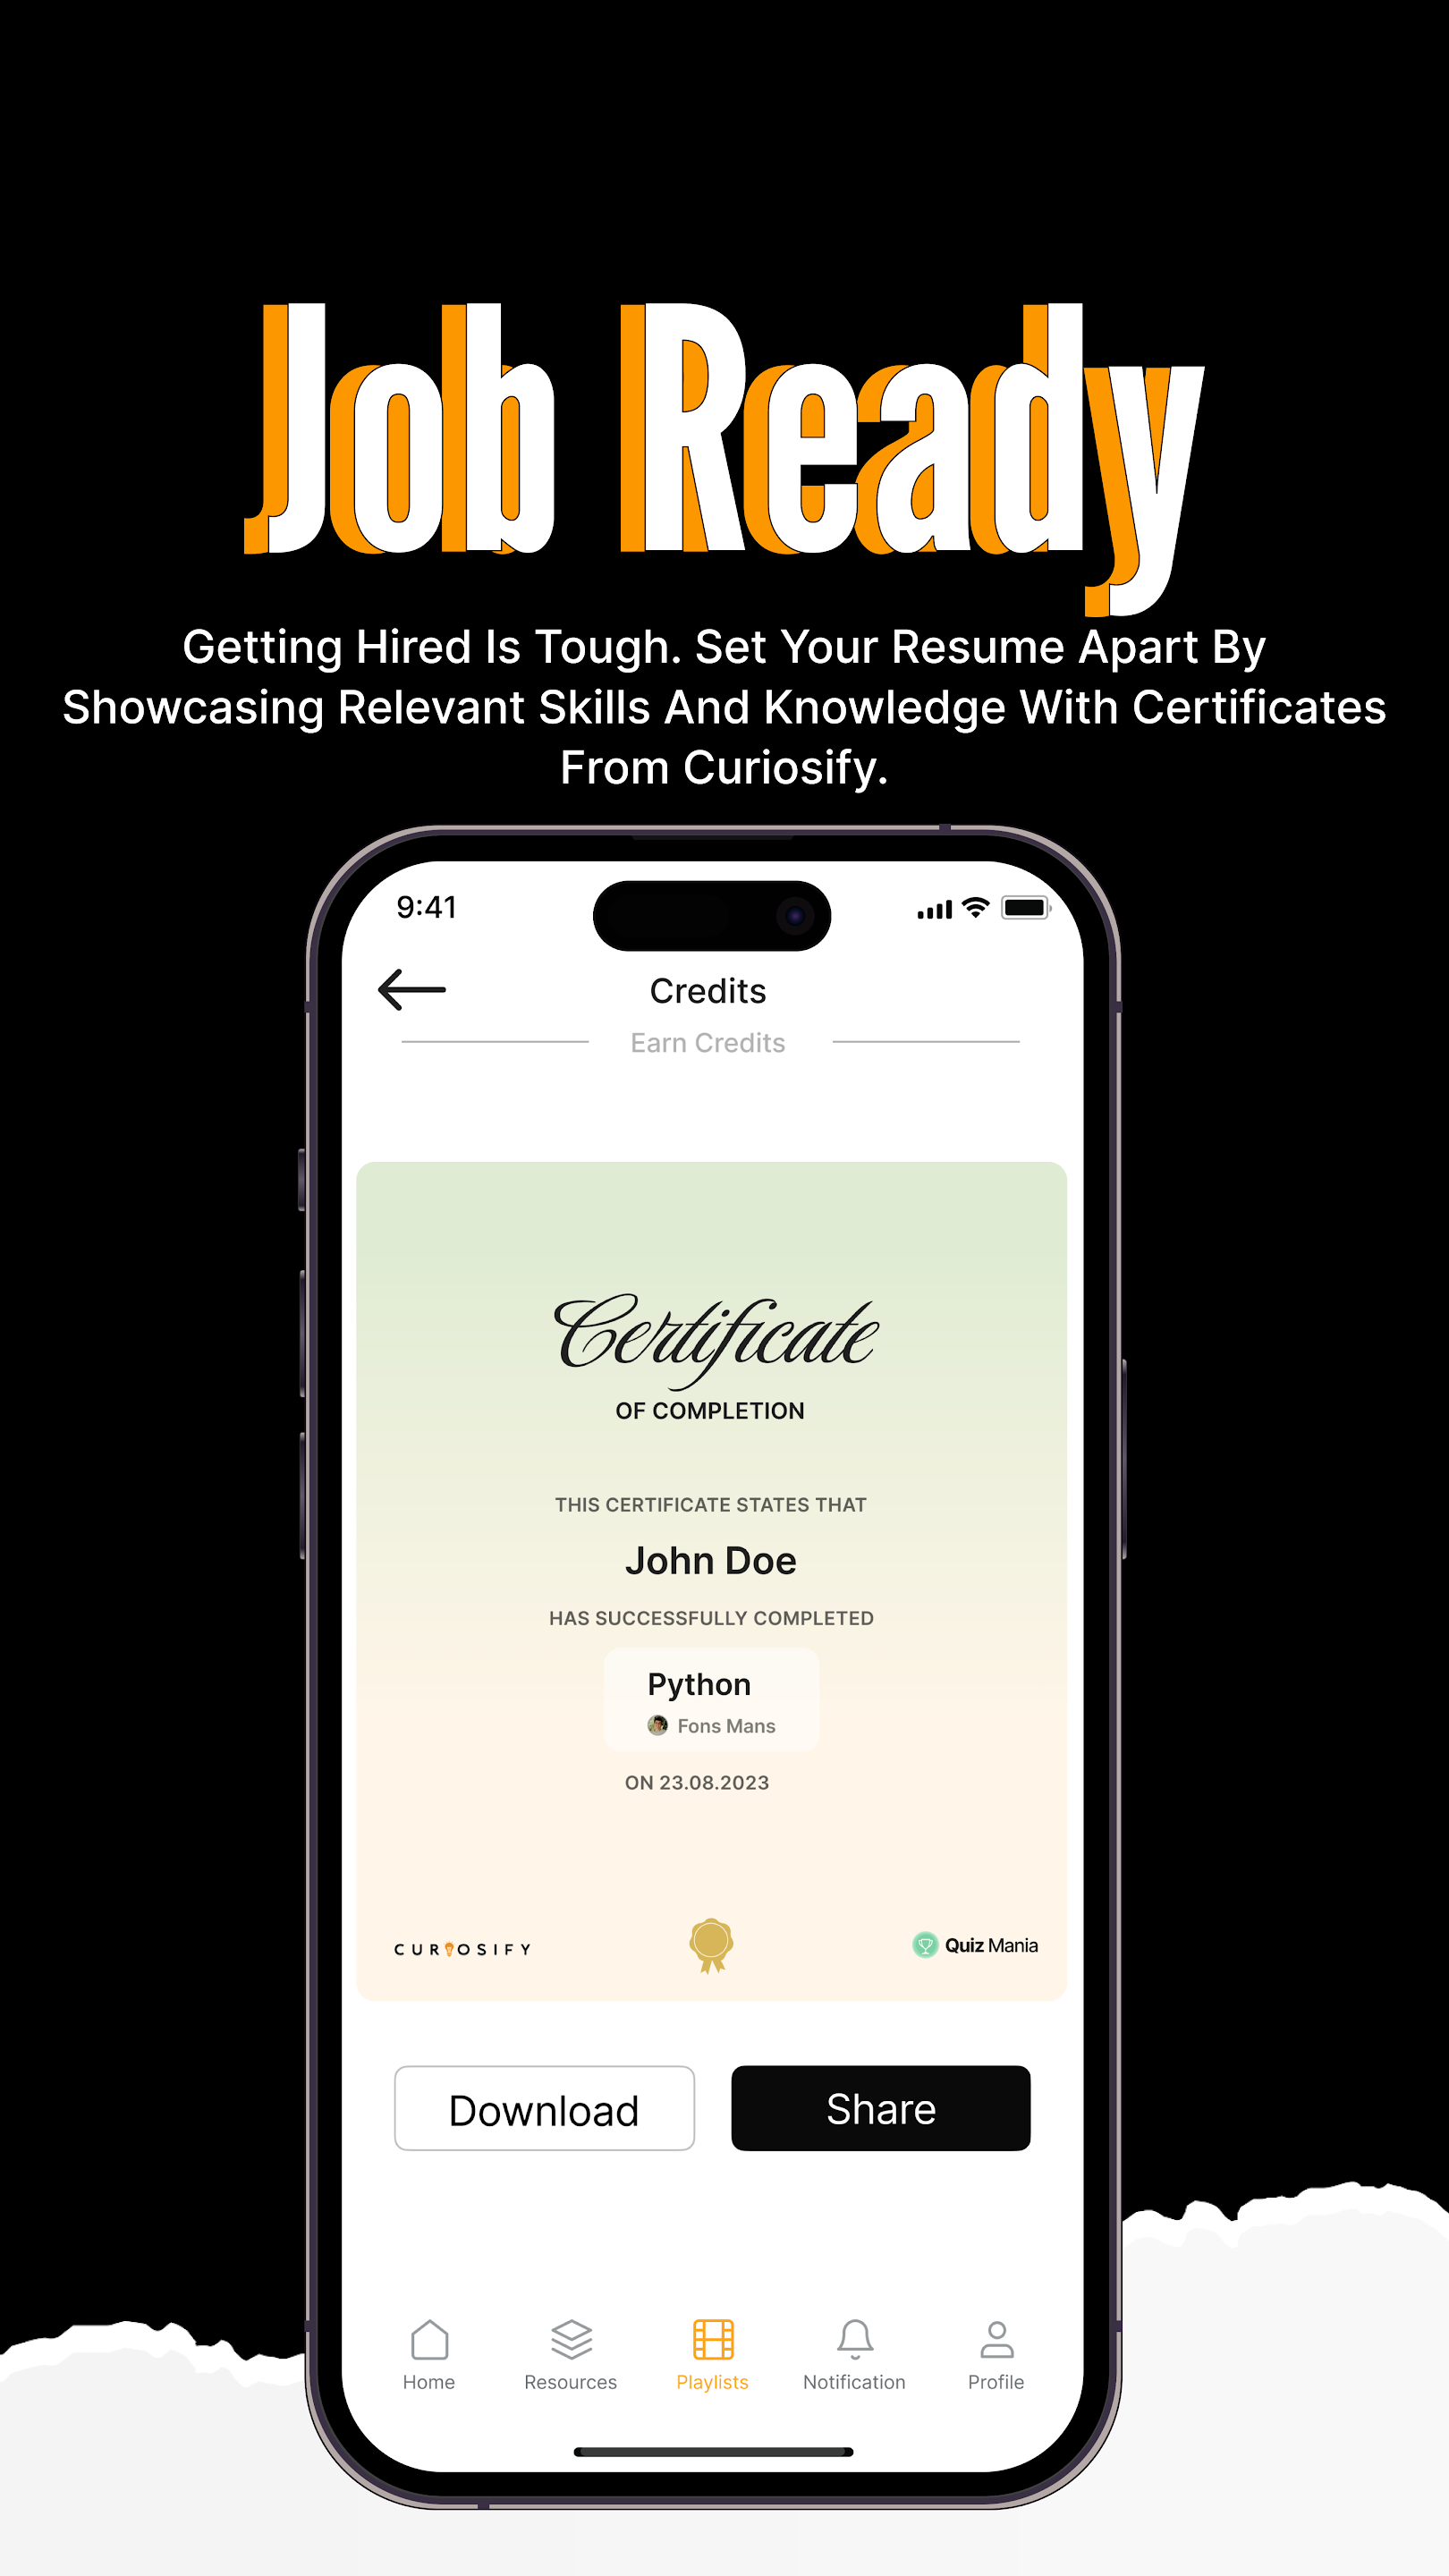 Job Ready
Getting Hired Is Tough. Set Your Resume Apart By
Showcasing Relevant Skills And Knowledge With Certificates
From Curiosify.
9:41
Credits
Earn Credits
Certificate
OF COMPLETION
THIS CERTIFICATE STATES THAT
John Doe
HAS SUCCESSFULLY COMPLETED
Python
Fons Mans
ON 23.08.2023
CURIOSIFY
Quiz Mania
Download
Share
Home
Resources
Playlists
Notification
Profile